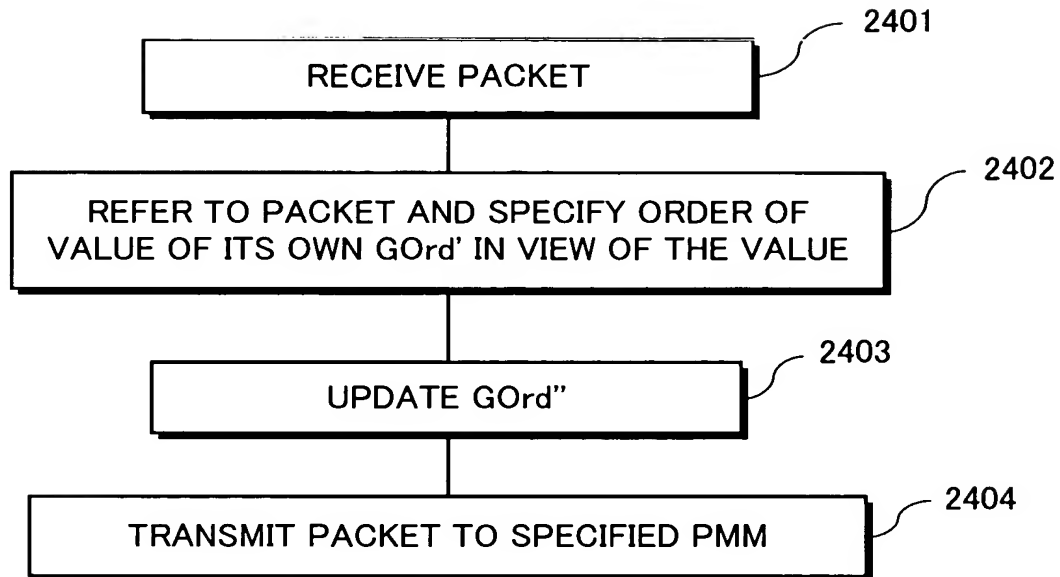 2401
RECEIVE PACKET
2402
REFER TO PACKET AND SPECIFY ORDER OF
VALUE OF ITS OWN GOrd' IN VIEW OF THE VALUE
2403
UPDATE GOrd"
2404
TRANSMIT PACKET TO SPECIFIED PMM